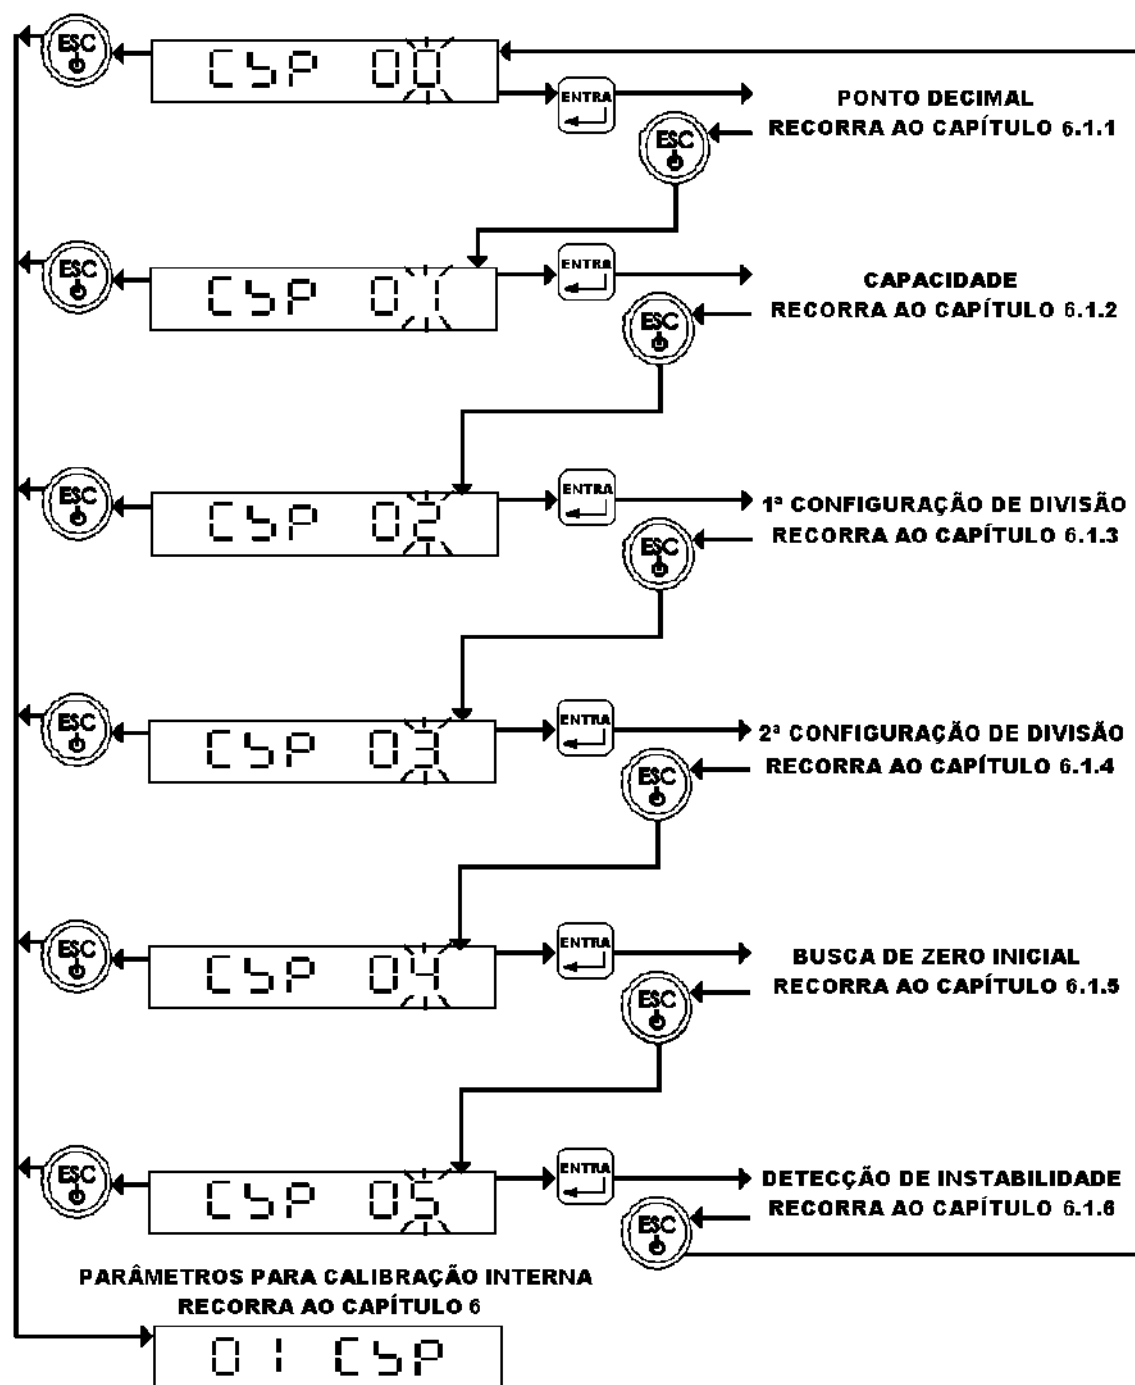 ESC
CSP 00
ENTRA
PONTO DECIMAL
RECORRA AO CAPÍTULO 6.1.1
ESC
ESC
CSP 01
ENTRA
CAPACIDADE
RECORRA AO CAPÍTULO 6.1.2
ESC
ESC
CSP 02
ENTRA
1ª CONFIGURAÇÃO DE DIVISÃO
RECORRA AO CAPÍTULO 6.1.3
ESC
ESC
CSP 03
ENTRA
2ª CONFIGURAÇÃO DE DIVISÃO
RECORRA AO CAPÍTULO 6.1.4
ESC
ESC
CSP 04
ENTRA
BUSCA DE ZERO INICIAL
RECORRA AO CAPÍTULO 6.1.5
ESC
ESC
CSP 05
ENTRA
DETECÇÃO DE INSTABILIDADE
RECORRA AO CAPÍTULO 6.1.6
ESC
PARÂMETROS PARA CALIBRAÇÃO INTERNA
RECORRA AO CAPÍTULO 6
01 CSP